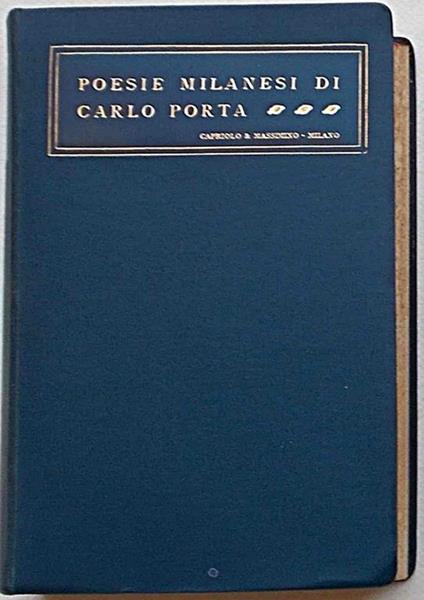 POESIE MILANESI DI
CARLO PORTA
CAPRIOLO & MASSIMINO - MILANO